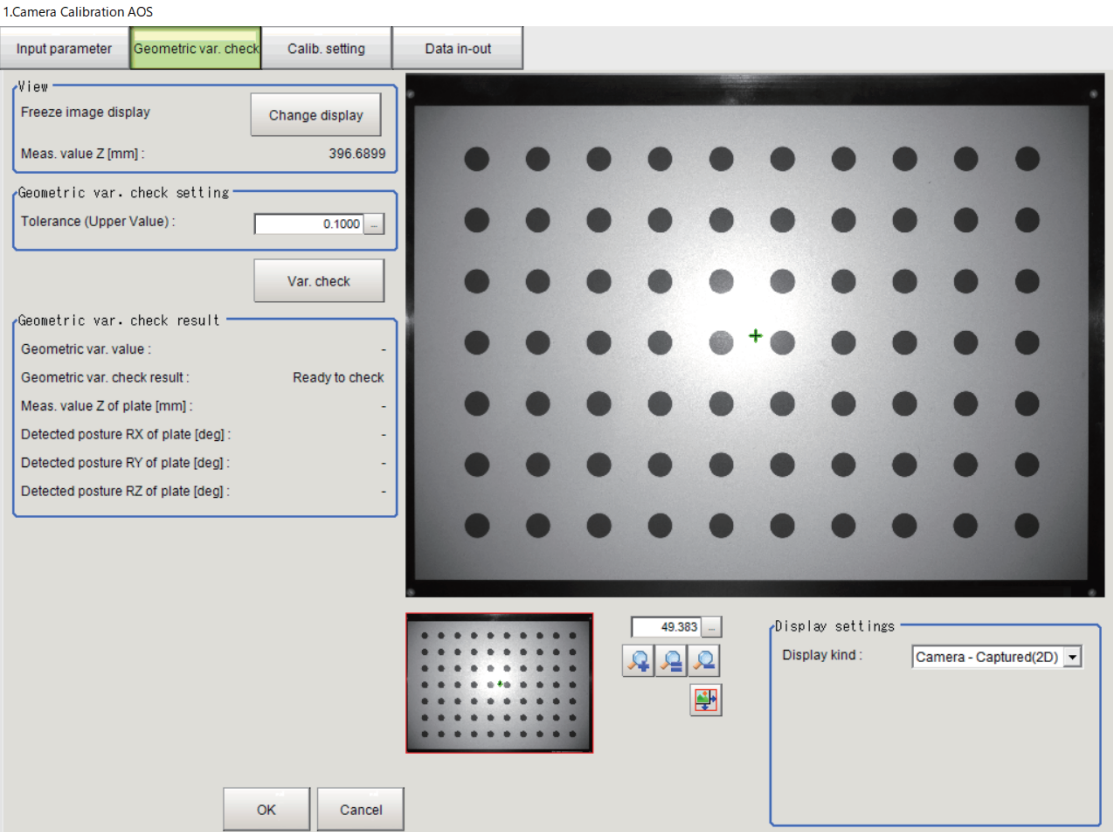 1.Camera Calibration AOS
Input parameter
Geometric var. check
Calib. setting
Data in-out
View
Freeze image display
Change display
Meas. value Z [mm] :
396.6899
Geometric var. check setting
Tolerance (Upper Value) :
0.1000
...
Var. check
Geometric var. check result
Geometric var. value :
-
Geometric var. check result :
Ready to check
Meas. value Z of plate [mm] :
-
Detected posture RX of plate [deg] :
-
Detected posture RY of plate [deg] :
-
Detected posture RZ of plate [deg] :
-
49.383
...
Display settings
Display kind :
Camera - Captured(2D)
OK
Cancel